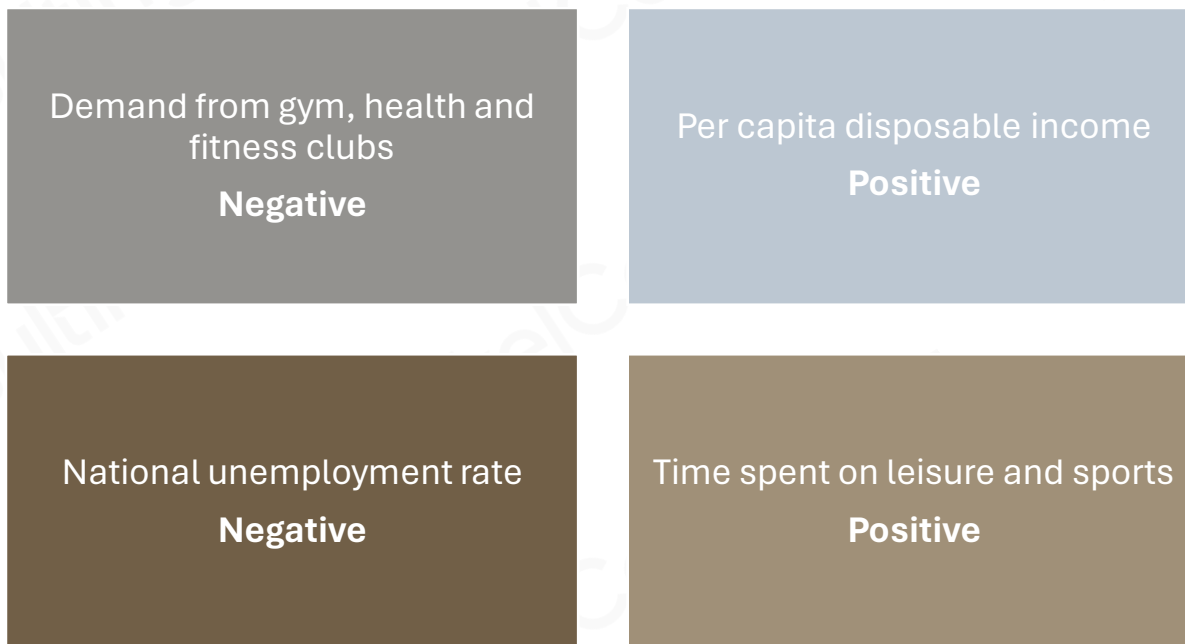 Demand from gym, health and
fitness clubs
Negative
Per capita disposable income
Positive
National unemployment rate
Negative
Time spent on leisure and sports
Positive